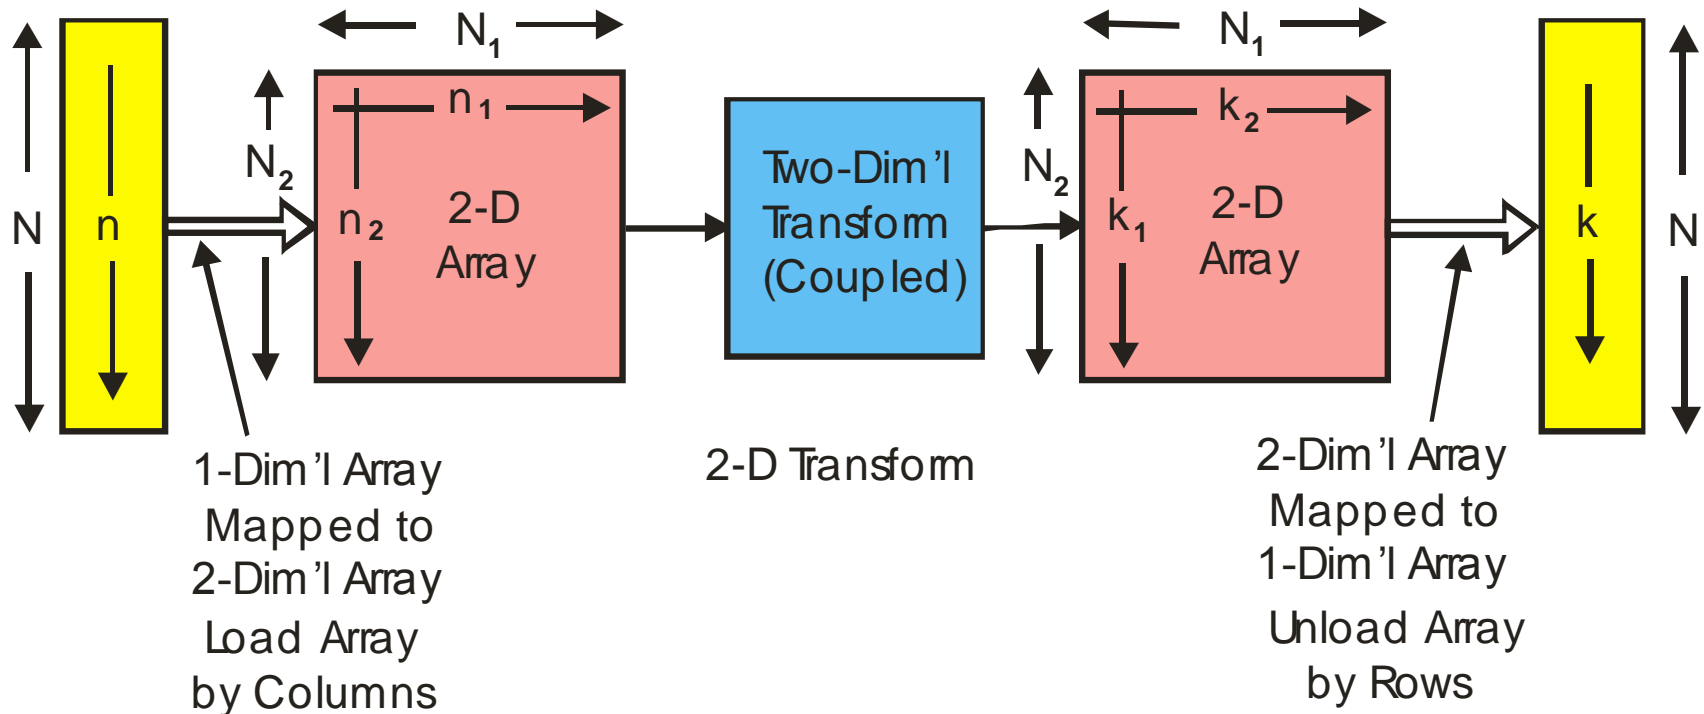 N
n
N₂
N₁
n₁
n₂
2-D
Array
Two-Dim'l
Transform
(Coupled)
N₂
N₁
k₂
k₁
2-D
Array
k
N
1-Dim'l Array
Mapped to
2-Dim'l Array
Load Array
by Columns
2-D Transform
2-Dim'l Array
Mapped to
1-Dim'l Array
Unload Array
by Rows